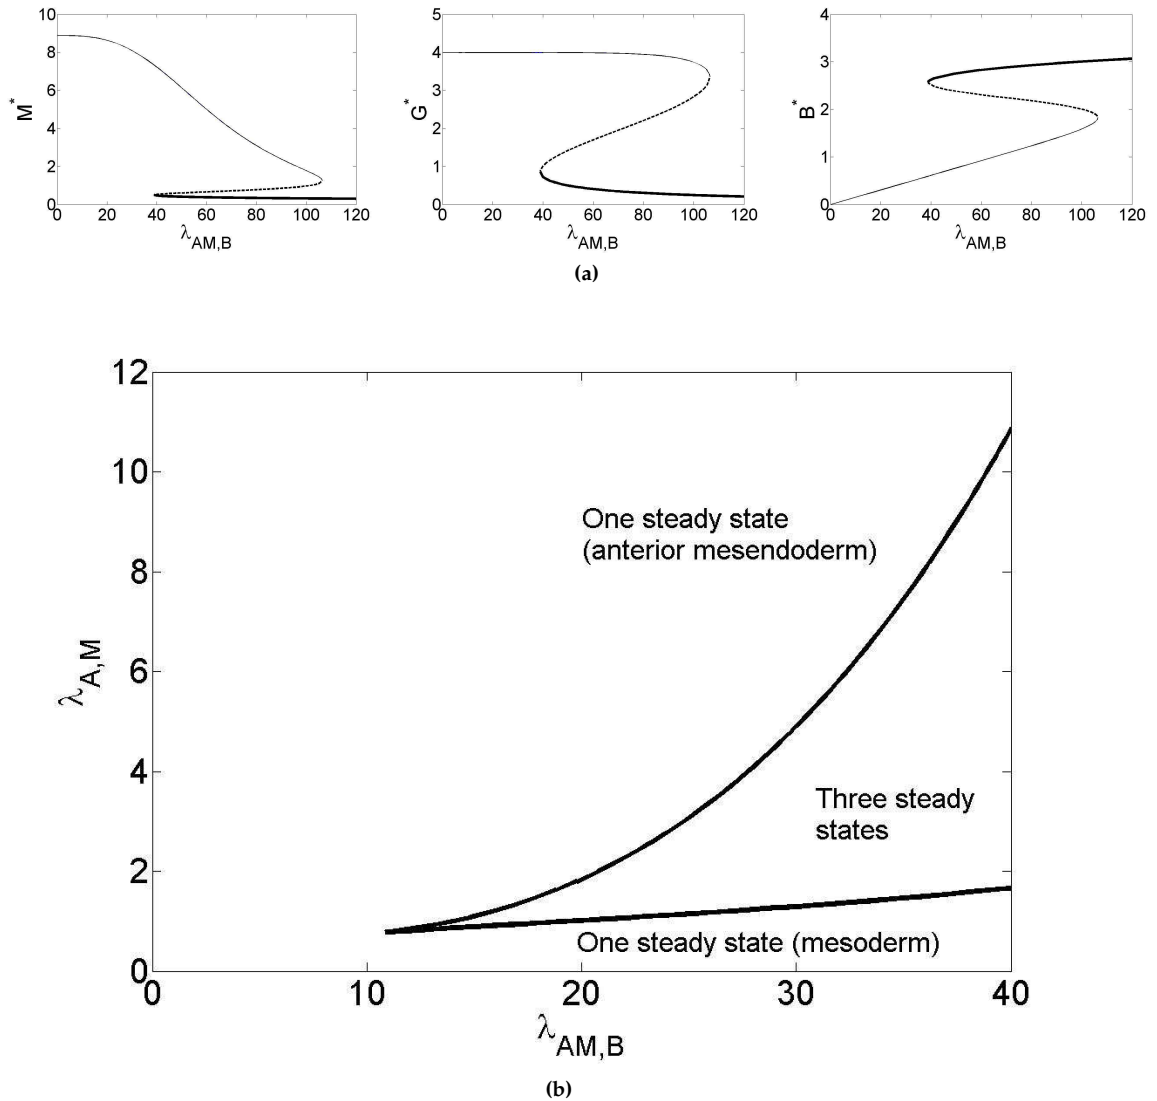 10
8
6
4
2
0
M*
0 20 40 60 80 100 120
λAM,B
5
4
3
2
1
0
G*
0 20 40 60 80 100 120
λAM,B
4
3
2
1
0
B*
0 20 40 60 80 100 120
λAM,B
(a)
12
10
8
6
4
2
0
λA,M
One steady state
(anterior mesendoderm)
Three steady
states
One steady state (mesoderm)
0 10 20 30 40
λAM,B
(b)